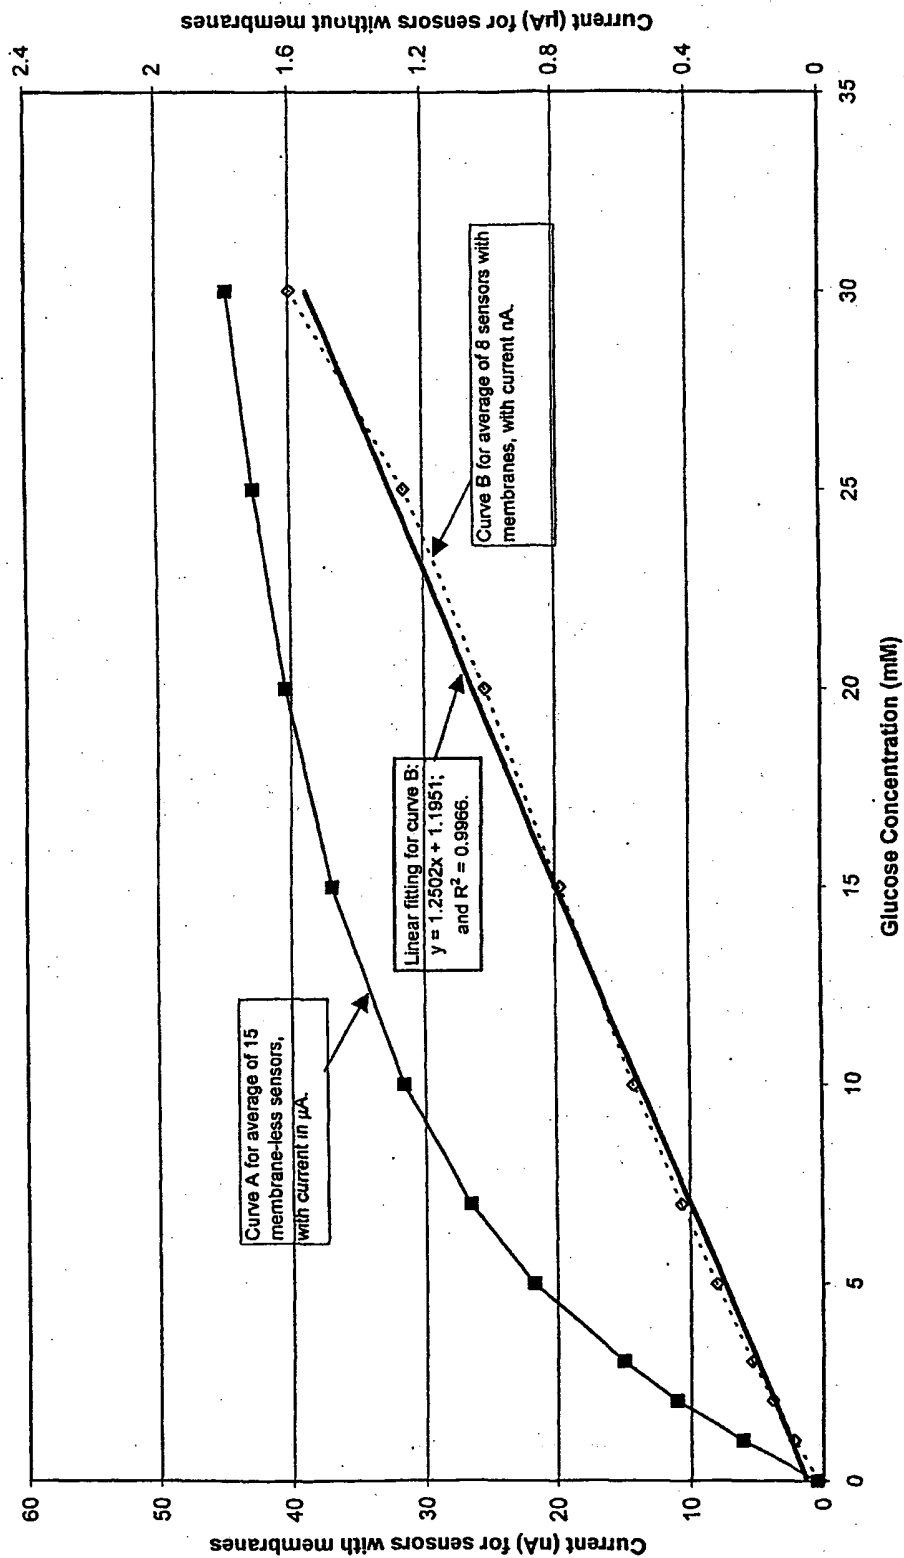 Current (nA) for sensors with membranes
60
50
40
30
20
10
0
Curve A for average of 15
membrane-less sensors,
with current in µA.
Linear fitting for curve B:
y = 1.2502x + 1.1951;
and R² = 0.9966.
Curve B for average of 8 sensors with
membranes, with current nA.
2.4
2
1.6
1.2
0.8
0.4
0
Current (µA) for sensors without membranes
0
5
10
15
20
25
30
35
Glucose Concentration (mM)